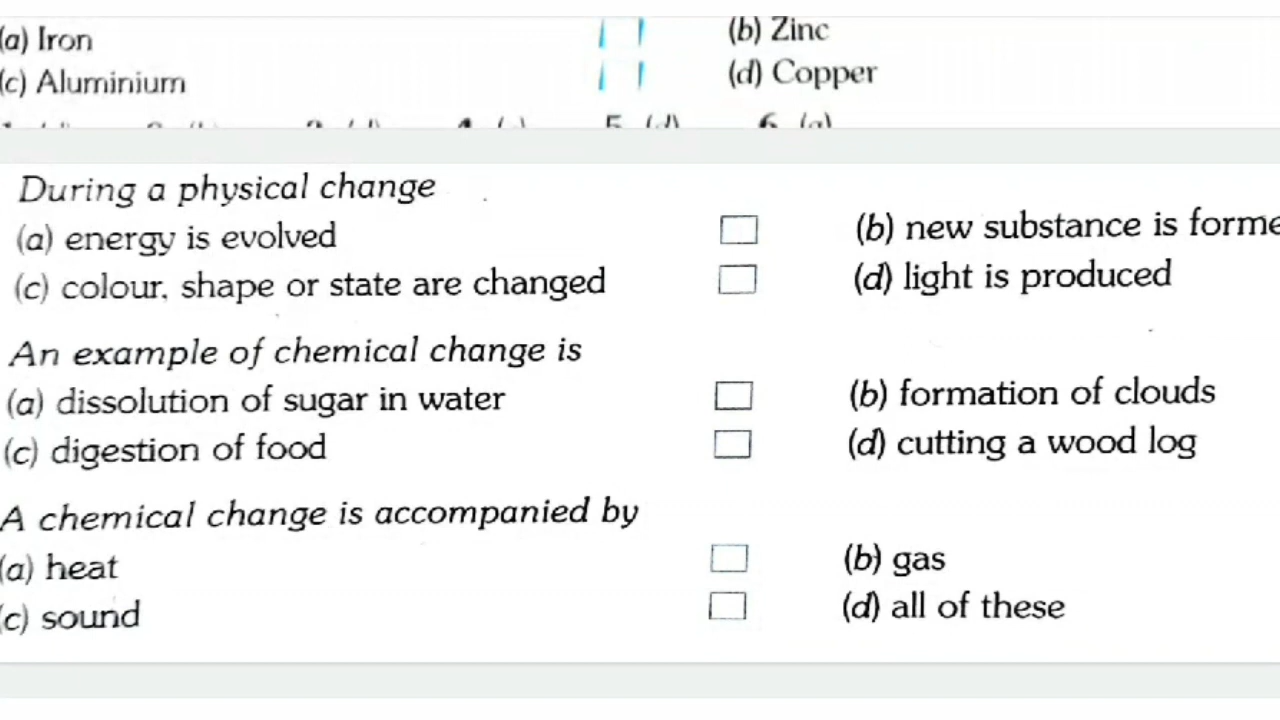 (a) Iron (b) Zinc
(c) Aluminium (d) Copper
5. (d) 6. (a)
During a physical change
(a) energy is evolved (b) new substance is forme
(c) colour, shape or state are changed (d) light is produced
An example of chemical change is
(a) dissolution of sugar in water (b) formation of clouds
(c) digestion of food (d) cutting a wood log
A chemical change is accompanied by
(a) heat (b) gas
(c) sound (d) all of these